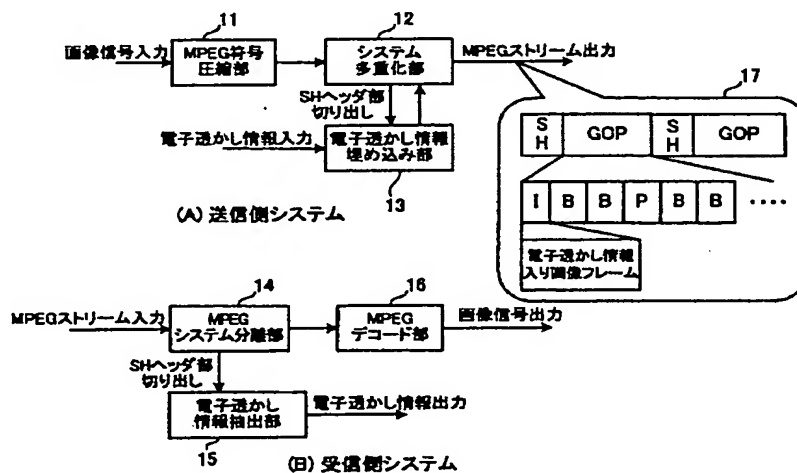 11
12
画像信号入力
MPEG符号
圧縮部
システム
多重化部
MPEGストリーム出力
17
SHヘッダ部
切り出し
電子透かし情報入力
電子透かし情報
埋め込み部
13
(A) 送信側システム
SH
GOP
SH
GOP
I B B P B B ‥‥
電子透かし情報
入り画像フレーム
14
16
MPEGストリーム入力
MPEG
システム分離部
MPEG
デコード部
画像信号出力
SHヘッダ部
切り出し
電子透かし
情報抽出部
電子透かし情報出力
15
(B) 受信側システム